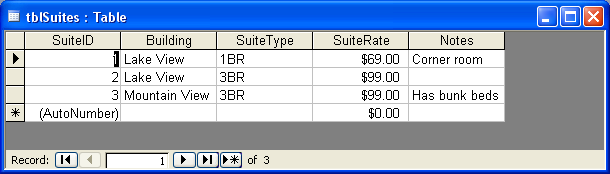 tblSuites : Table
SuiteID Building SuiteType SuiteRate Notes
1 Lake View 1BR $69.00 Corner room
2 Lake View 3BR $99.00
3 Mountain View 3BR $99.00 Has bunk beds
(AutoNumber) $0.00
Record: 1 of 3